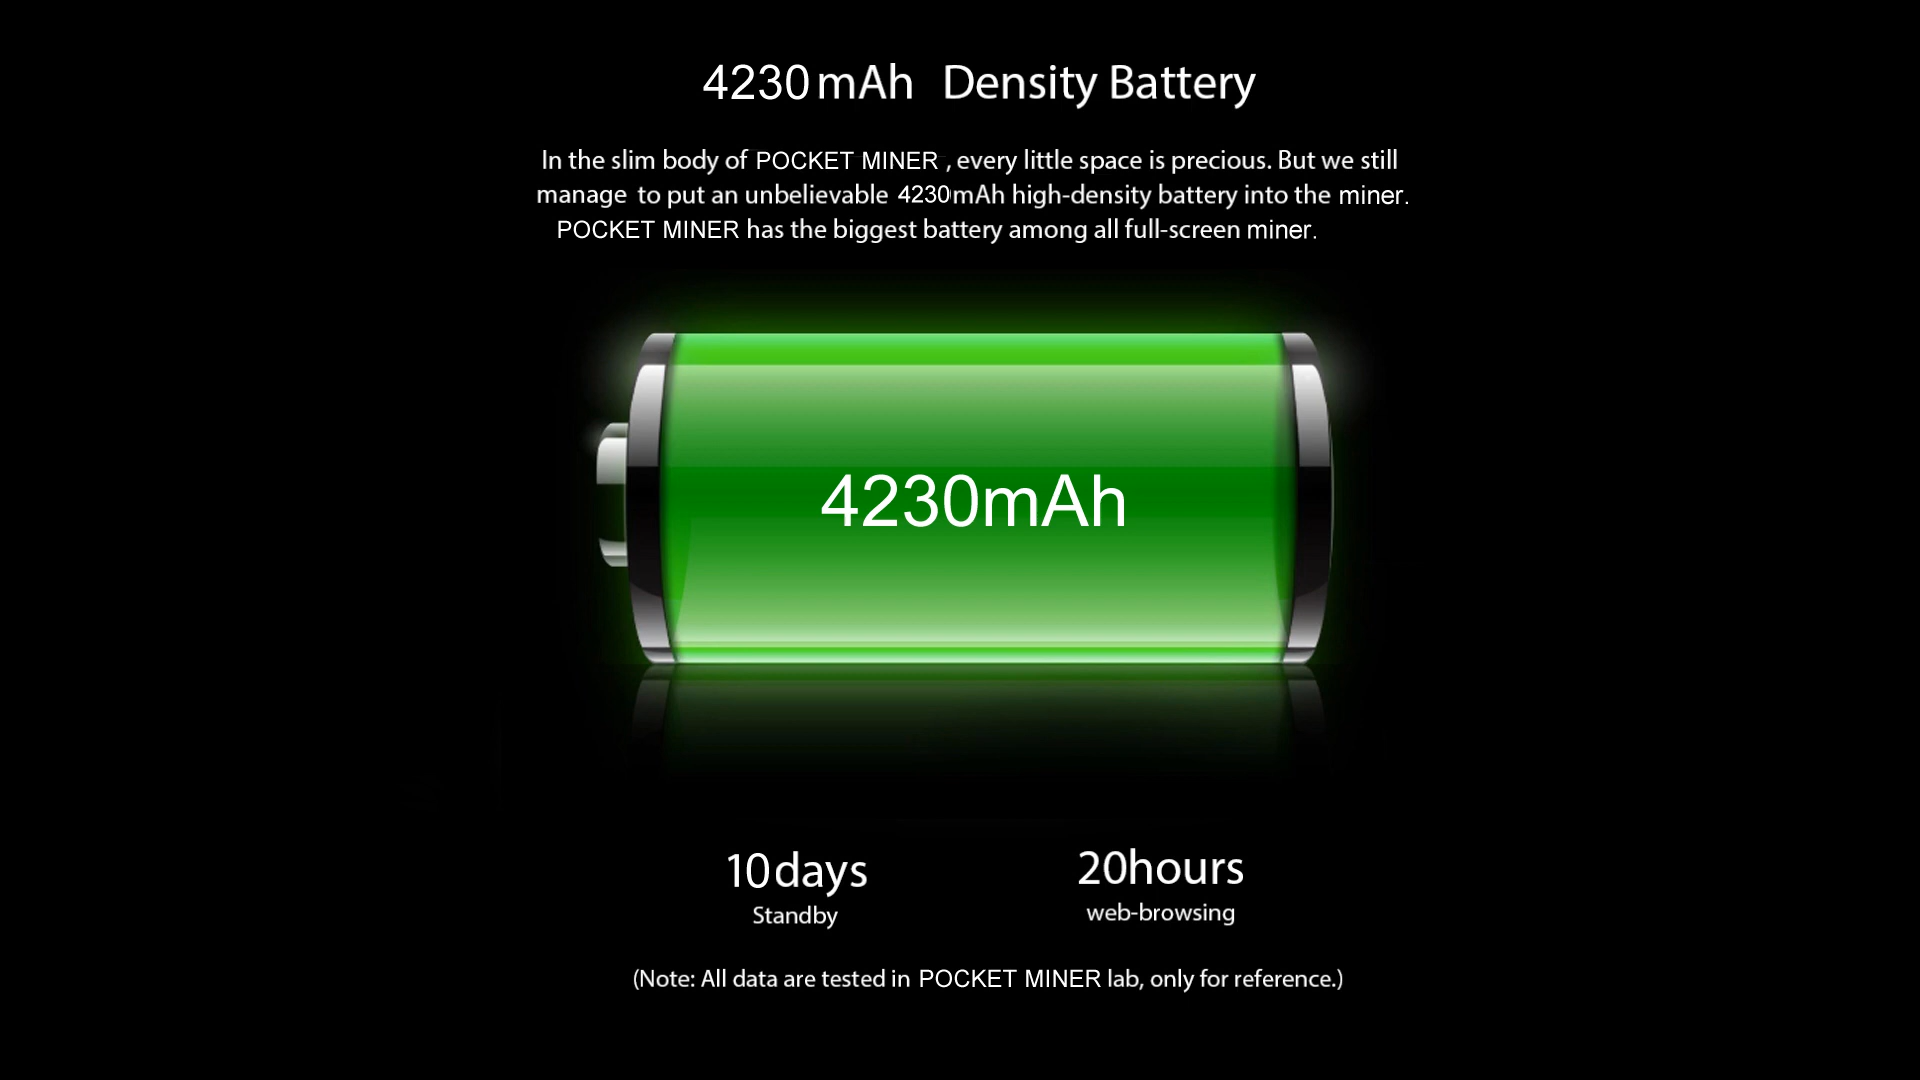 4230mAh Density Battery
In the slim body of POCKET MINER, every little space is precious. But we still
manage to put an unbelievable 4230mAh high-density battery into the miner.
POCKET MINER has the biggest battery among all full-screen miner.
4230mAh
10days
Standby
20hours
web-browsing
(Note: All data are tested in POCKET MINER lab, only for reference.)